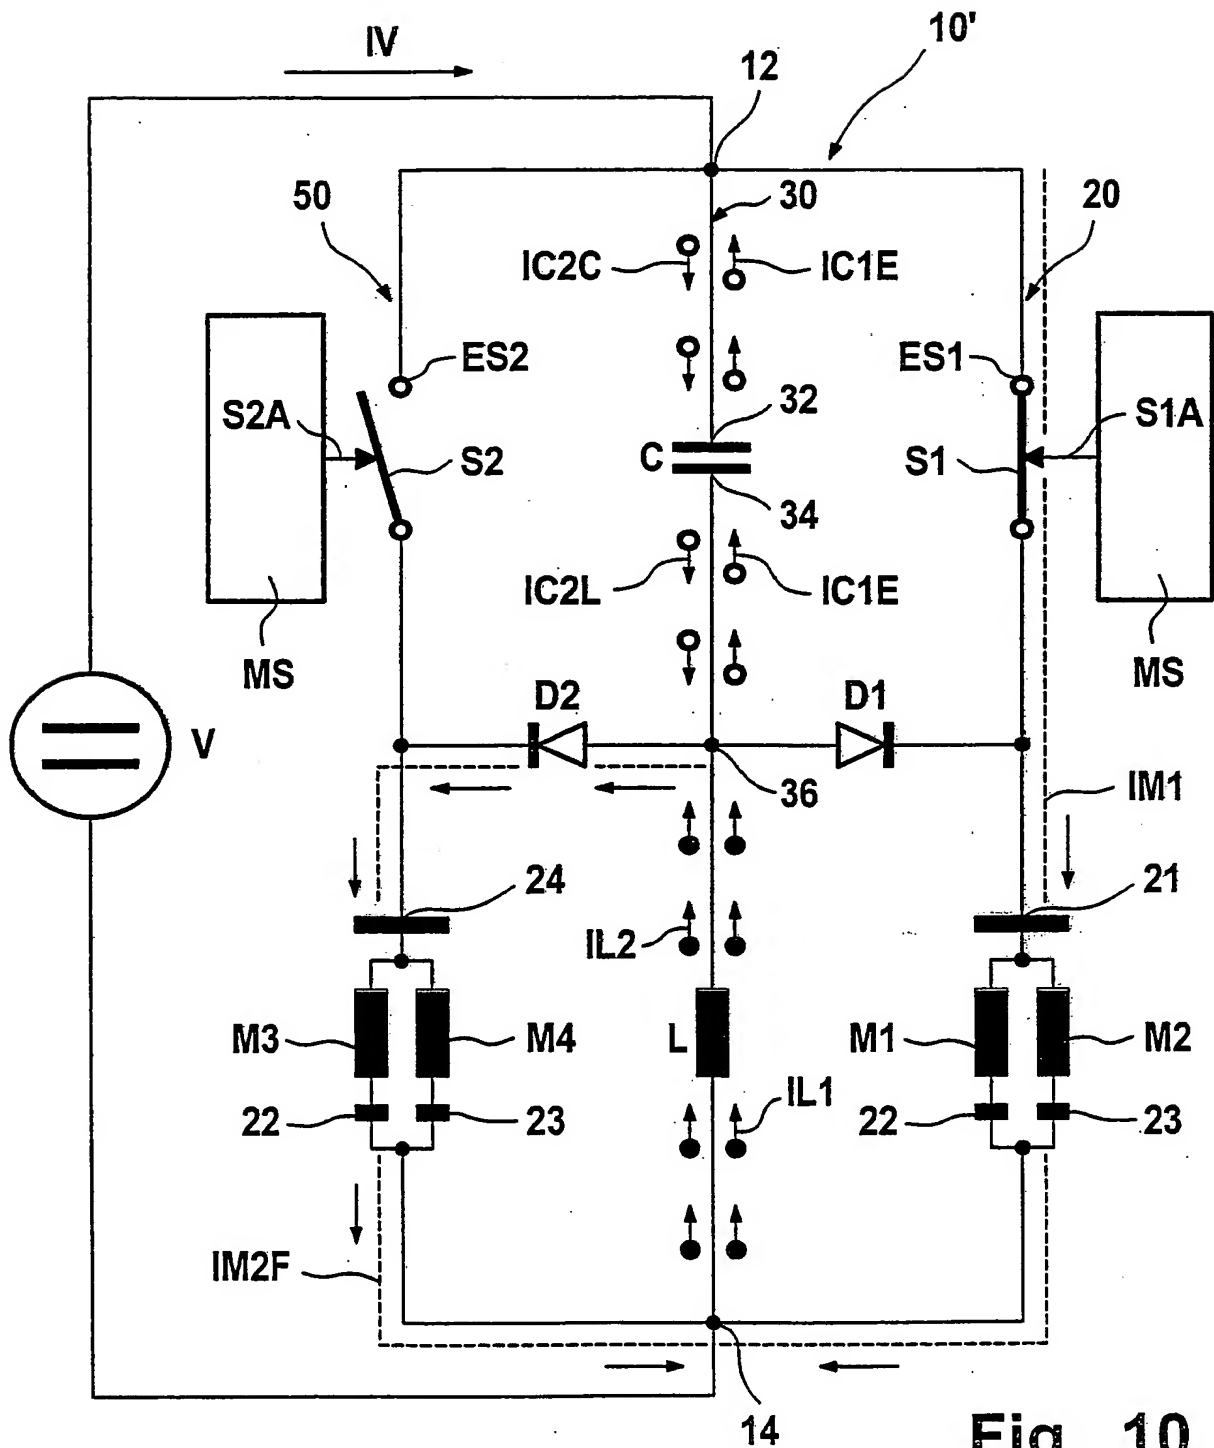 IV
10'
12
50
30
20
IC2C
IC1E
ES2
ES1
32
S2A
S1A
S2
C
S1
34
IC2L
IC1E
MS
MS
D2
D1
V
36
IM1
24
21
IL2
M3
M4
L
M1
M2
IL1
22
23
22
23
IM2F
14
Fig. 10